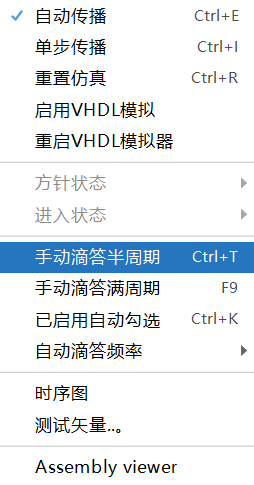 自动传播 Ctrl+E
单步传播 Ctrl+I
重置仿真 Ctrl+R
启用VHDL模拟
重启VHDL模拟器
方针状态
进入状态
手动滴答半周期 Ctrl+T
手动滴答满周期 F9
已启用自动勾选 Ctrl+K
自动滴答频率
时序图
测试矢量..。
Assembly viewer